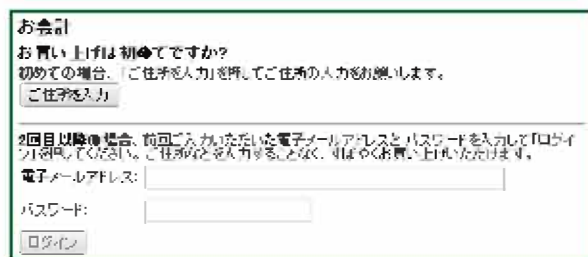 お会計
お買い上げは初めてですか?
初めての場合、「ご住所を入力」を押してご住所の入力をお願いします。
ご住所を入力
2回目以降の場合、前回ご入力いただいた電子メールアドレスとパスワードを入力して「ログイ
ン」を押してください。ご住所などを入力することなく、すばやくお買い上げいただけます。
電子メールアドレス:
パスワード:
ログイン